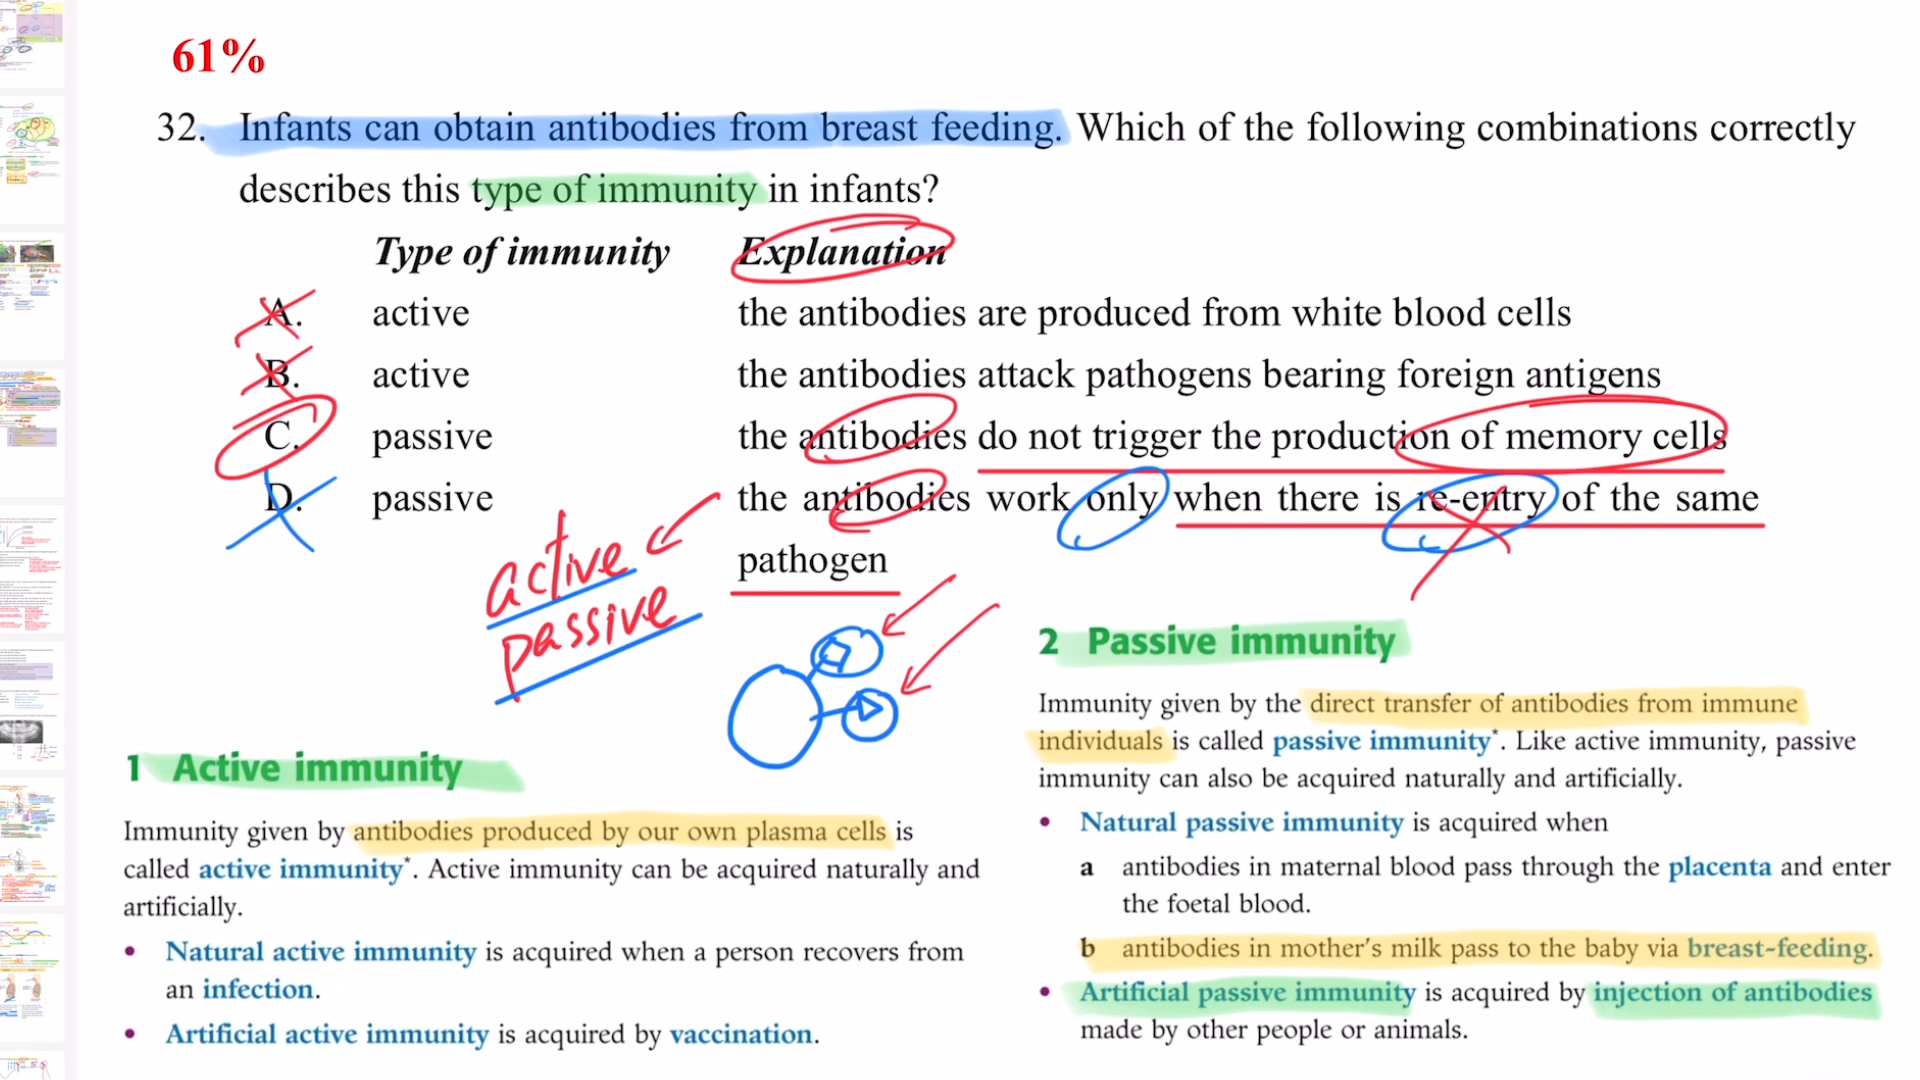 61%
32. Infants can obtain antibodies from breast feeding. Which of the following combinations correctly
describes this type of immunity in infants?
Type of immunity Explanation
A. active the antibodies are produced from white blood cells
B. active the antibodies attack pathogens bearing foreign antigens
C. passive the antibodies do not trigger the production of memory cells
D. passive the antibodies work only when there is re-entry of the same
pathogen
active
passive
1 Active immunity
Immunity given by antibodies produced by our own plasma cells is
called active immunity*. Active immunity can be acquired naturally and
artificially.
• Natural active immunity is acquired when a person recovers from
an infection.
• Artificial active immunity is acquired by vaccination.
2 Passive immunity
Immunity given by the direct transfer of antibodies from immune
individuals is called passive immunity*. Like active immunity, passive
immunity can also be acquired naturally and artificially.
• Natural passive immunity is acquired when
a antibodies in maternal blood pass through the placenta and enter
the foetal blood.
b antibodies in mother's milk pass to the baby via breast-feeding.
• Artificial passive immunity is acquired by injection of antibodies
made by other people or animals.